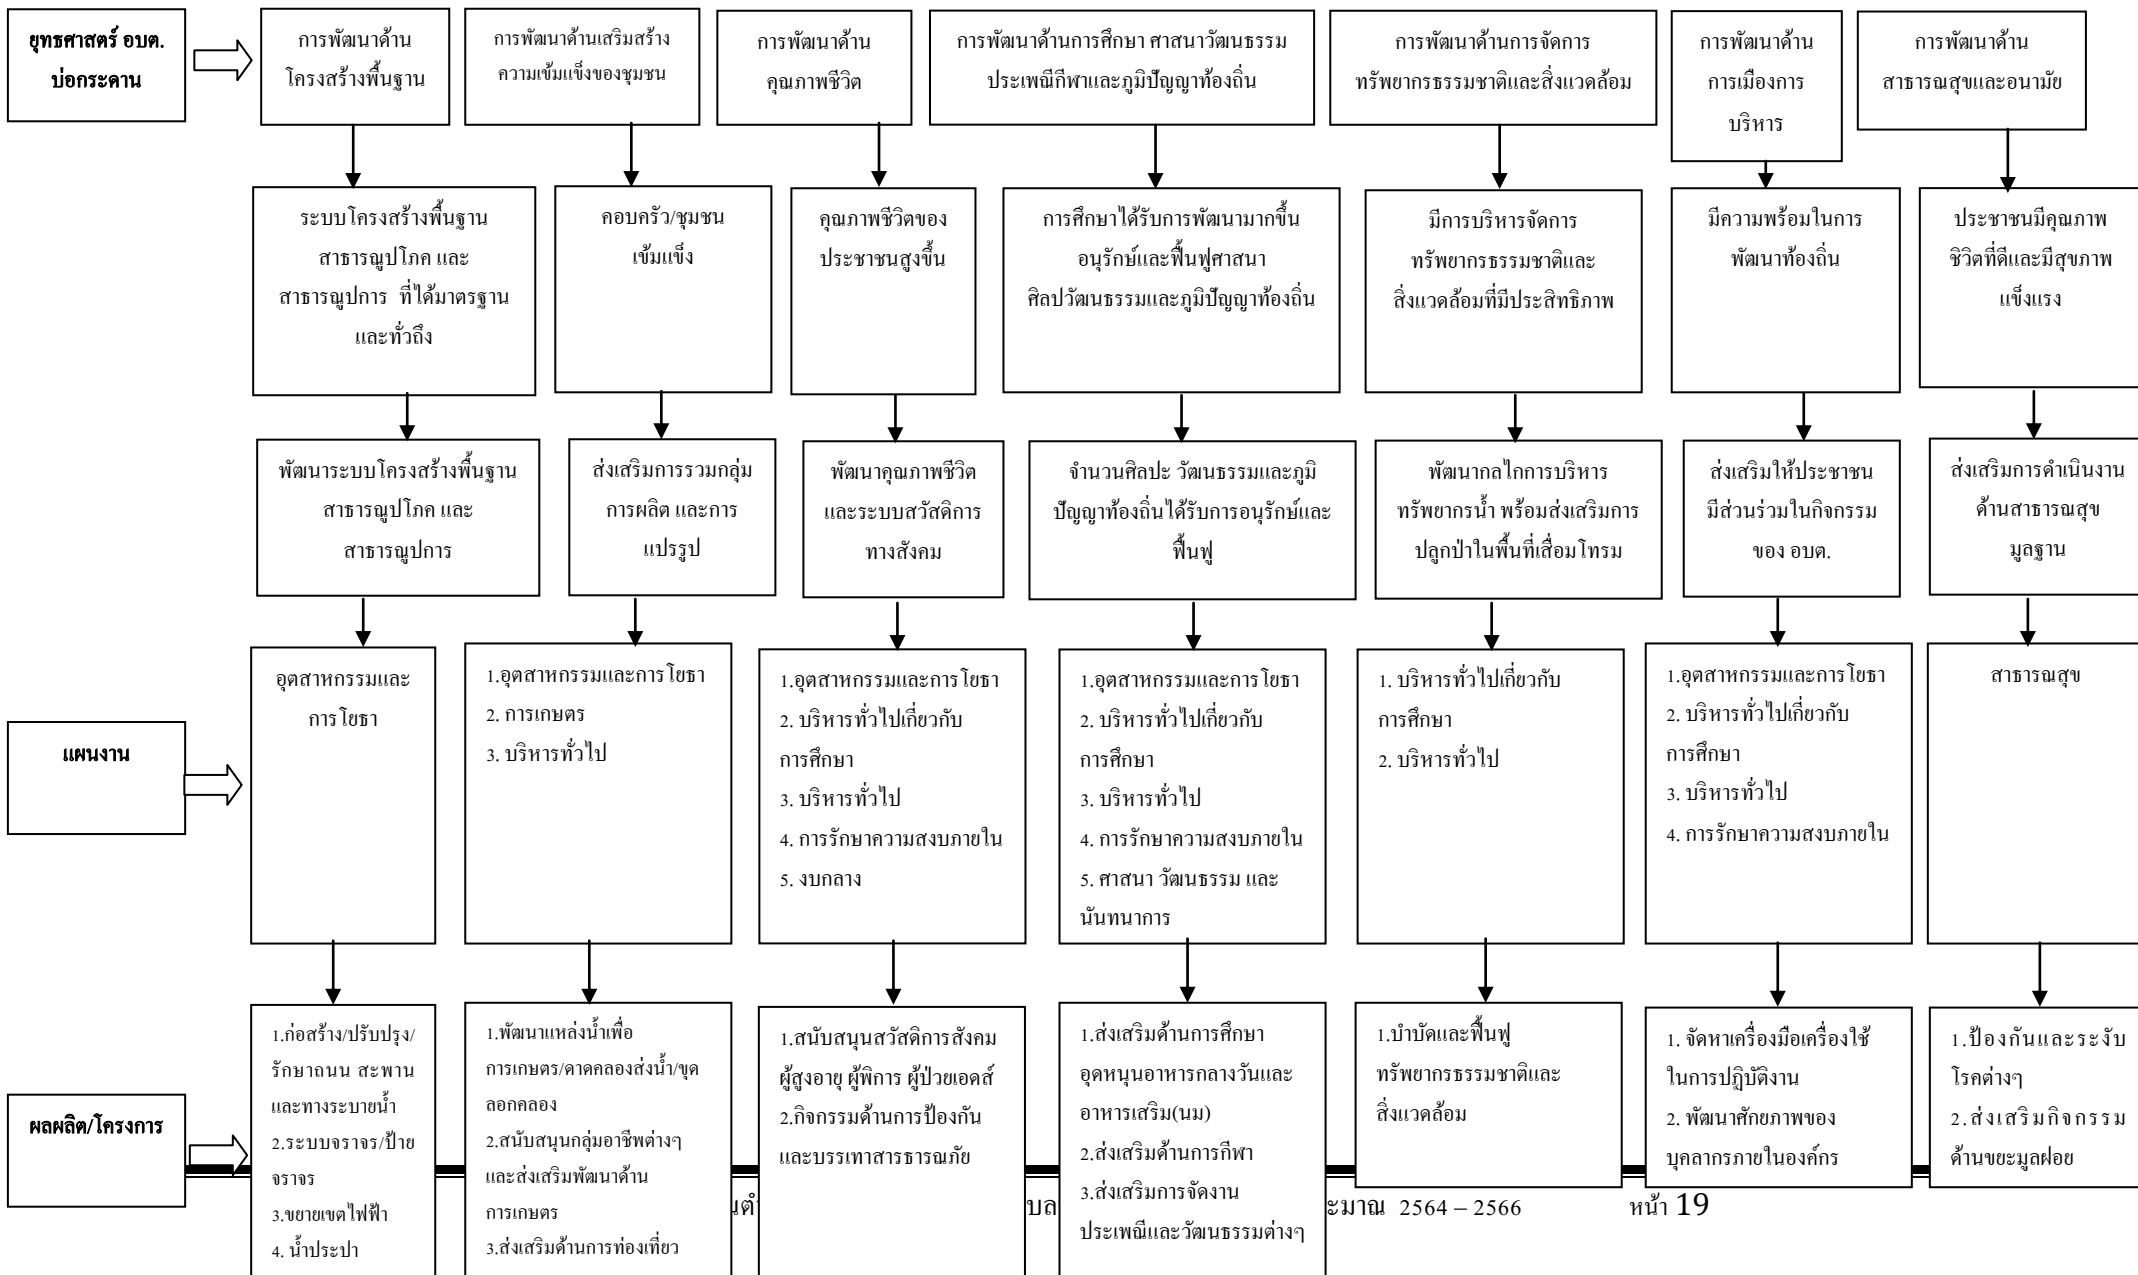 ยุทธศาสตร์ อบต.
บ่อกระดาน
การพัฒนาด้าน
โครงสร้างพื้นฐาน
การพัฒนาด้านเสริมสร้าง
ความเข้มแข็งของชุมชน
การพัฒนาด้าน
คุณภาพชีวิต
การพัฒนาด้านการศึกษา ศาสนาวัฒนธรรม
ประเพณีกีฬาและภูมิปัญญาท้องถิ่น
การพัฒนาด้านการจัดการ
ทรัพยากรธรรมชาติและสิ่งแวดล้อม
การพัฒนาด้าน
การเมืองการ
บริหาร
การพัฒนาด้าน
สาธารณสุขและอนามัย
ระบบโครงสร้างพื้นฐาน
สาธารณูปโภค และ
สาธารณูปการ ที่ได้มาตรฐาน
และทั่วถึง
คอบครัว/ชุมชน
เข้มแข็ง
คุณภาพชีวิตของ
ประชาชนสูงขึ้น
การศึกษาได้รับการพัฒนามากขึ้น
อนุรักษ์และฟื้นฟูศาสนา
ศิลปวัฒนธรรมและภูมิปัญญาท้องถิ่น
มีการบริหารจัดการ
ทรัพยากรธรรมชาติและ
สิ่งแวดล้อมที่มีประสิทธิภาพ
มีความพร้อมในการ
พัฒนาท้องถิ่น
ประชาชนมีคุณภาพ
ชิวิตที่ดีและมีสุขภาพ
แข็งแรง
พัฒนาระบบโครงสร้างพื้นฐาน
สาธารณูปโภค และ
สาธารณูปการ
ส่งเสริมการรวมกลุ่ม
การผลิต และการ
แปรรูป
พัฒนาคุณภาพชีวิต
และระบบสวัสดิการ
ทางสังคม
จำนวนศิลปะ วัฒนธรรมและภูมิ
ปัญญาท้องถิ่นได้รับการอนุรักษ์และ
ฟื้นฟู
พัฒนากลไกการบริหาร
ทรัพยากรน้ำ พร้อมส่งเสริมการ
ปลูกป่าในพื้นที่เสื่อมโทรม
ส่งเสริมให้ประชาชน
มีส่วนร่วมในกิจกรรม
ของ อบต.
ส่งเสริมการดำเนินงาน
ด้านสาธารณสุข
มูลฐาน
แผนงาน
อุตสาหกรรมและ
การโยธา
1.อุตสาหกรรมและการโยธา
2. การเกษตร
3. บริหารทั่วไป
1.อุตสาหกรรมและการโยธา
2. บริหารทั่วไปเกี่ยวกับ
การศึกษา
3. บริหารทั่วไป
4. การรักษาความสงบภายใน
5. งบกลาง
1.อุตสาหกรรมและการโยธา
2. บริหารทั่วไปเกี่ยวกับ
การศึกษา
3. บริหารทั่วไป
4. การรักษาความสงบภายใน
5. ศาสนา วัฒนธรรม และ
นันทนาการ
1. บริหารทั่วไปเกี่ยวกับ
การศึกษา
2. บริหารทั่วไป
1.อุตสาหกรรมและการโยธา
2. บริหารทั่วไปเกี่ยวกับ
การศึกษา
3. บริหารทั่วไป
4. การรักษาความสงบภายใน
สาธารณสุข
ผลผลิต/โครงการ
1.ก่อสร้าง/ปรับปรุง/
รักษาถนน สะพาน
และทางระบายน้ำ
2.ระบบจราจร/ป้าย
จราจร
3.ขยายเขตไฟฟ้า
4. น้ำประปา
1.พัฒนาแหล่งน้ำเพื่อ
การเกษตร/ดาดคลองส่งน้ำ/ขุด
ลอกคลอง
2.สนับสนุนกลุ่มอาชีพต่างๆ
และส่งเสริมพัฒนาด้าน
การเกษตร
3.ส่งเสริมด้านการท่องเที่ยว
1.สนับสนุนสวัสดิการสังคม
ผู้สูงอายุ ผู้พิการ ผู้ป่วยเอดส์
2.กิจกรรมด้านการป้องกัน
และบรรเทาสารธารณภัย
1.ส่งเสริมด้านการศึกษา
อุดหนุนอาหารกลางวันและ
อาหารเสริม(นม)
2.ส่งเสริมด้านการกีฬา
3.ส่งเสริมการจัดงาน
ประเพณีและวัฒนธรรมต่างๆ
1.บำบัดและฟื้นฟู
ทรัพยากรธรรมชาติและ
สิ่งแวดล้อม
1. จัดหาเครื่องมือเครื่องใช้
ในการปฏิบัติงาน
2. พัฒนาศักยภาพของ
บุคลากรภายในองค์กร
1.ป้องกันและระงับ
โรคต่างๆ
2.ส่งเสริมกิจกรรม
ด้านขยะมูลฝอย
บล ะมาณ 2564 – 2566 หน้า 19